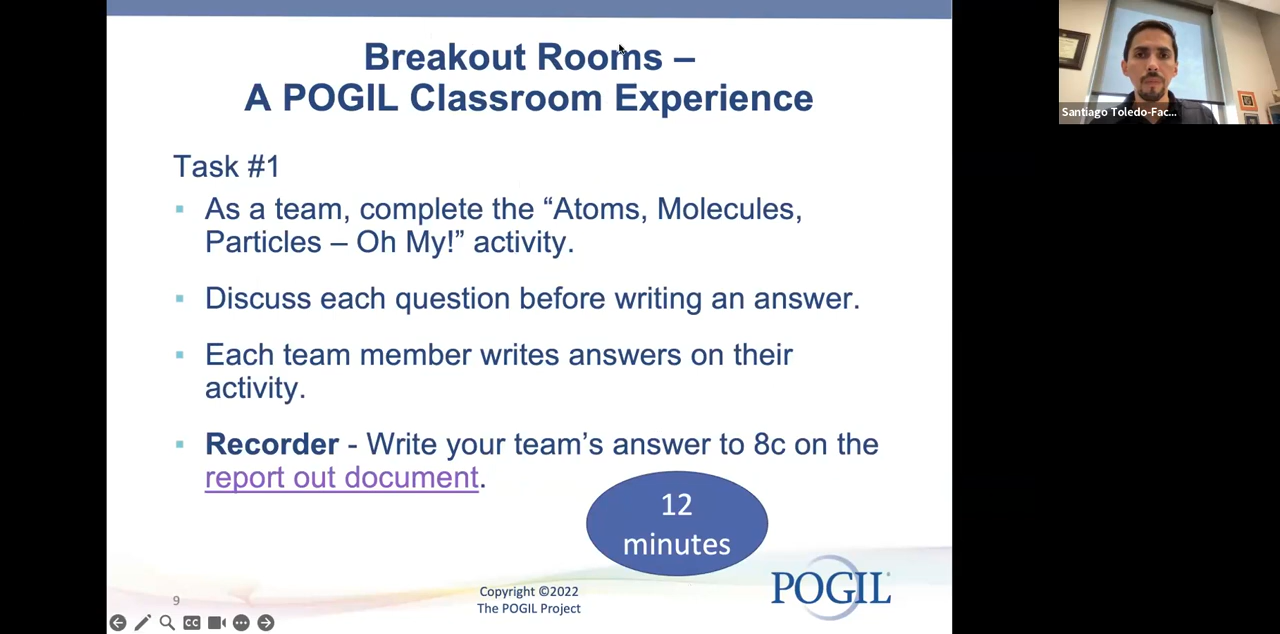 Breakout Rooms –
A POGIL Classroom Experience
Task #1
▪ As a team, complete the “Atoms, Molecules,
Particles – Oh My!” activity.
▪ Discuss each question before writing an answer.
▪ Each team member writes answers on their
activity.
▪ Recorder - Write your team’s answer to 8c on the
report out document.
12
minutes
Copyright ©2022
The POGIL Project
POGIL
9
CC
Santiago Toledo-Fac...